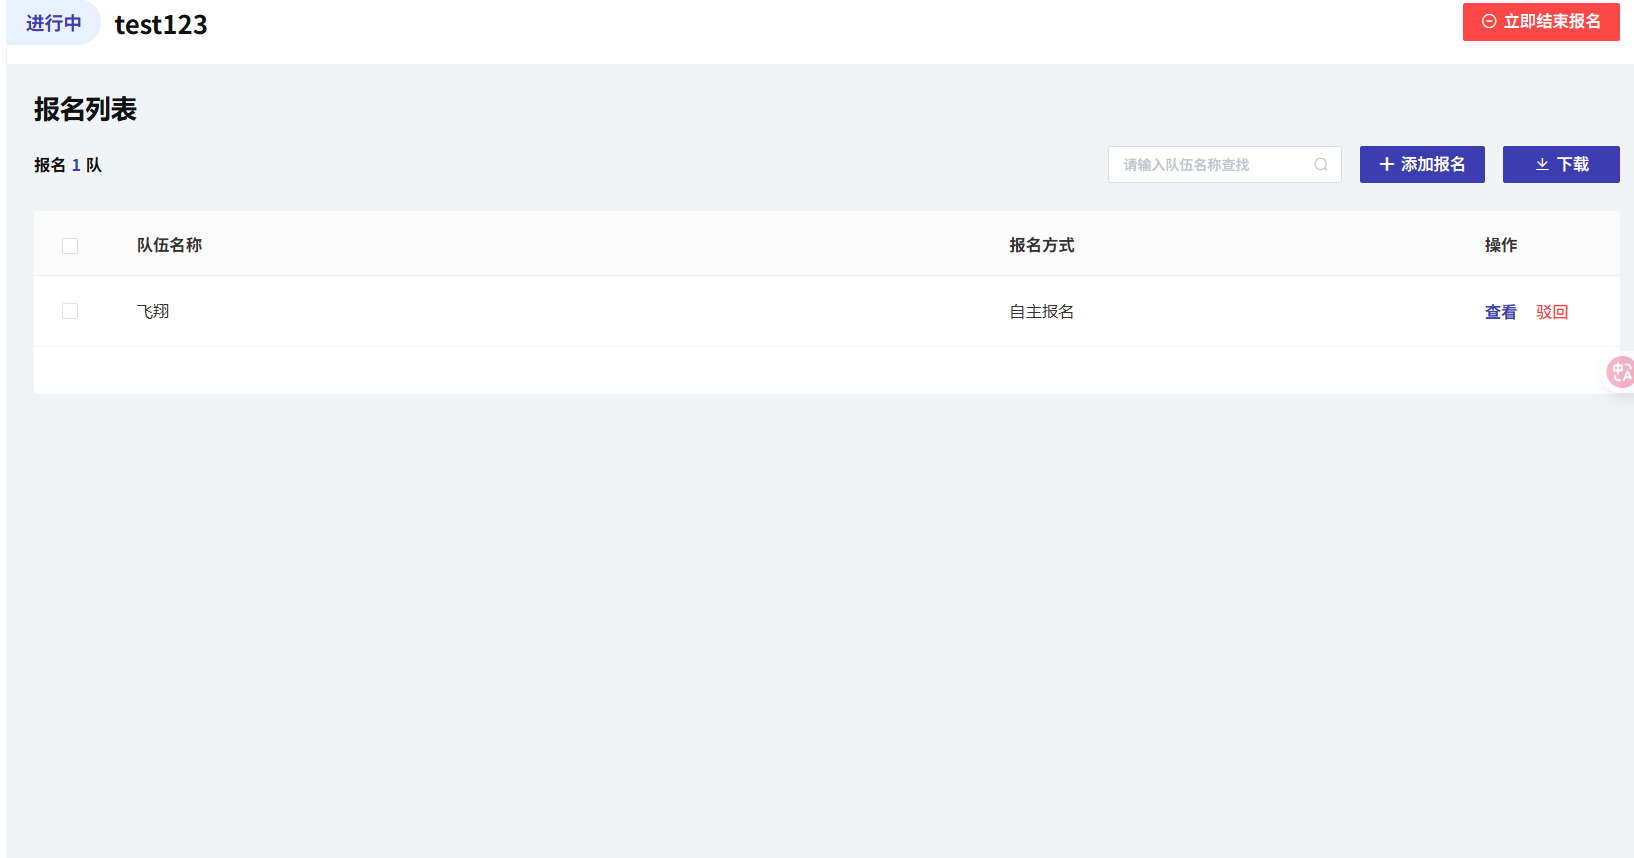 进行中 test123 立即结束报名
报名列表
报名 1 队 请输入队伍名称查找 添加报名 下载
队伍名称 报名方式 操作
飞翔 自主报名 查看 驳回
中A